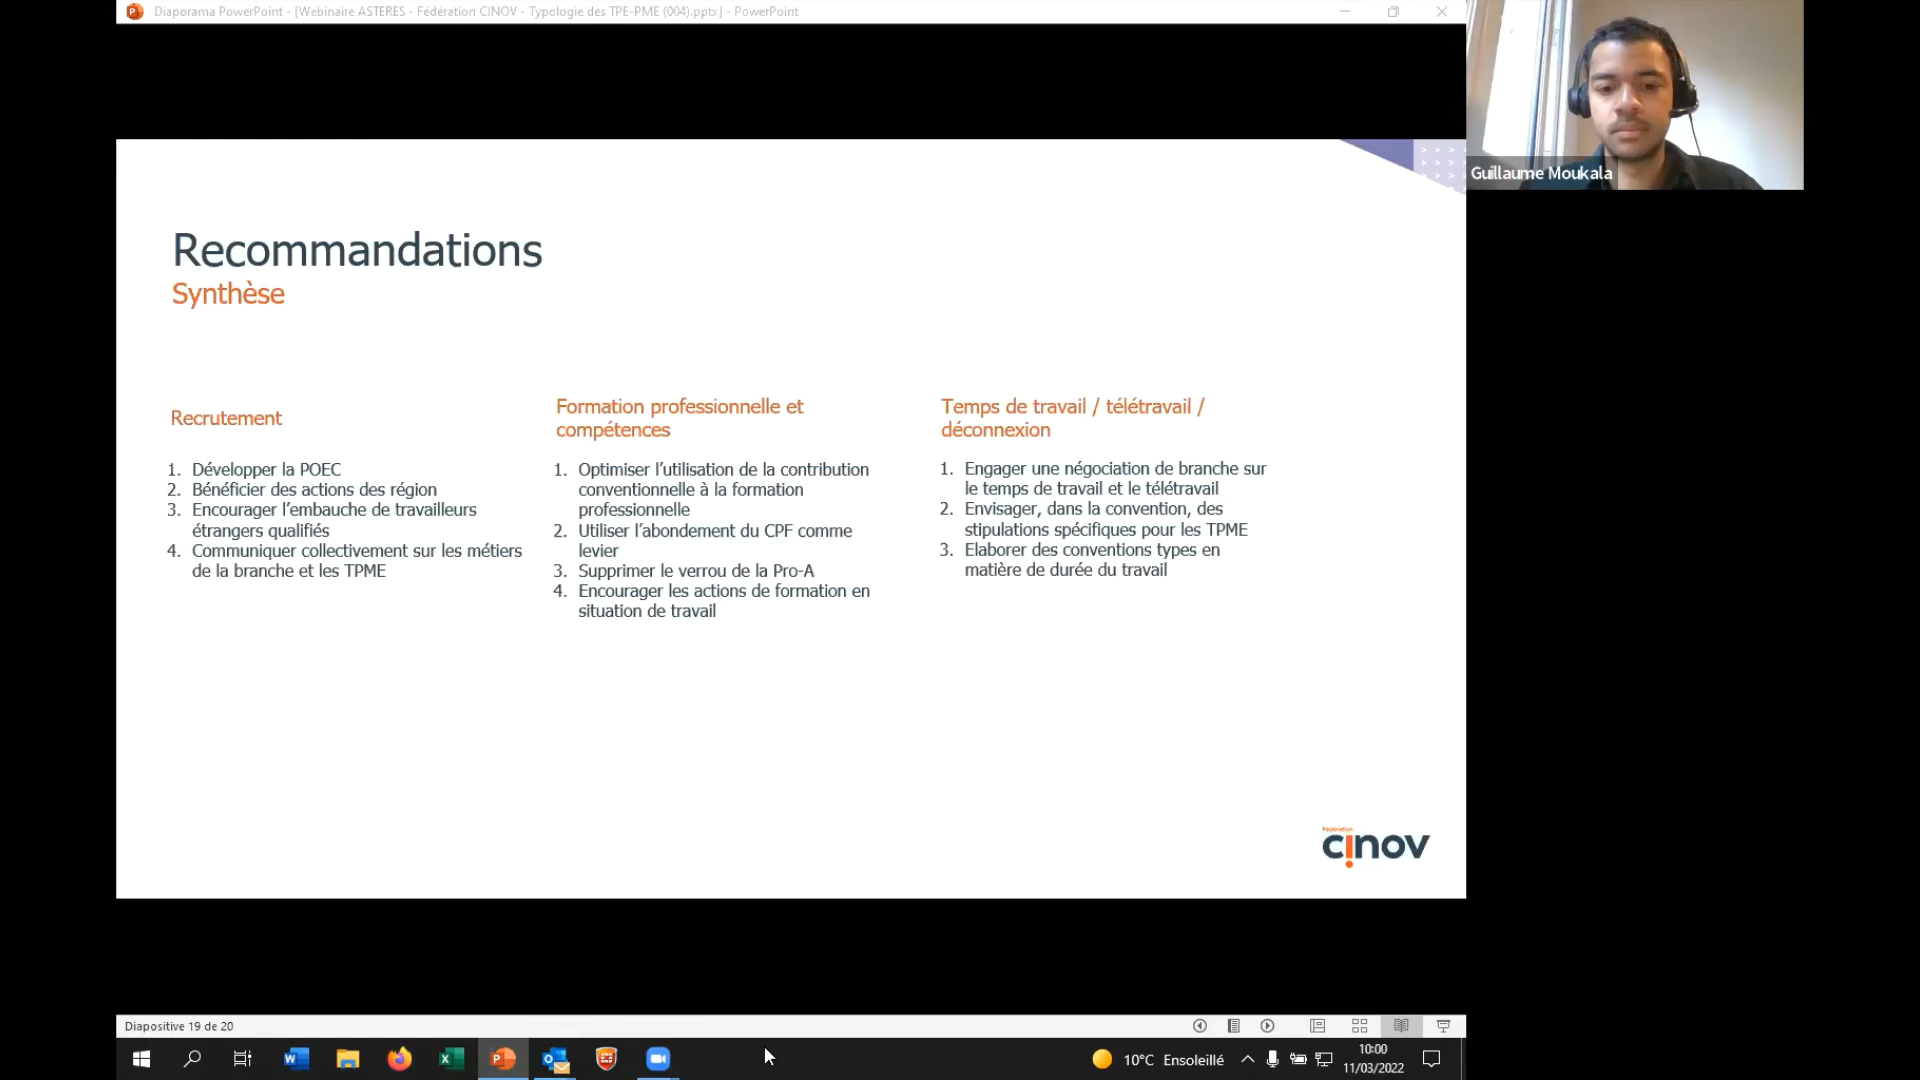 Diaporama PowerPoint - [Webinaire ASTERES - Fédération CINOV - Typologie des TPE-PME (004).pptx] - PowerPoint
Guillaume Moukala
Recommandations
Synthèse
Recrutement
1. Développer la POEC
2. Bénéficier des actions des région
3. Encourager l'embauche de travailleurs
étrangers qualifiés
4. Communiquer collectivement sur les métiers
de la branche et les TPME
Formation professionnelle et
compétences
1. Optimiser l'utilisation de la contribution
conventionnelle à la formation
professionnelle
2. Utiliser l'abondement du CPF comme
levier
3. Supprimer le verrou de la Pro-A
4. Encourager les actions de formation en
situation de travail
Temps de travail / télétravail /
déconnexion
1. Engager une négociation de branche sur
le temps de travail et le télétravail
2. Envisager, dans la convention, des
stipulations spécifiques pour les TPME
3. Elaborer des conventions types en
matière de durée du travail
Fédération
cinov
Diapositive 19 de 20
10°C Ensoleillé
10:00
11/03/2022